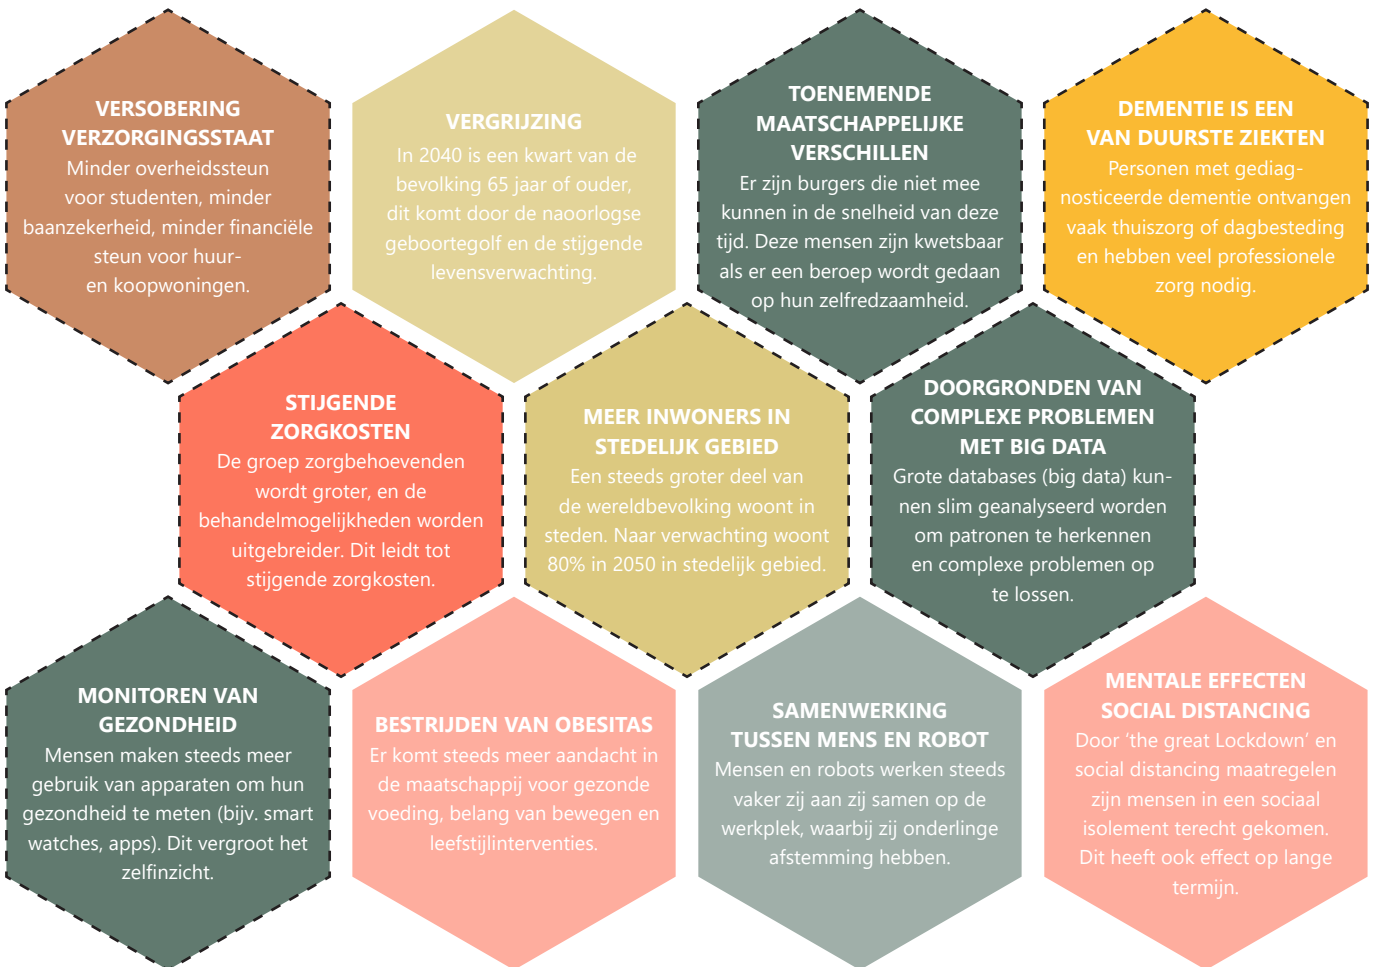 VERSOBERING
VERZORGINGSSTAAT
Minder overheidssteun
voor studenten, minder
baanzekerheid, minder financiële
steun voor huur-
en koopwoningen.
VERGRIJZING
In 2040 is een kwart van de
bevolking 65 jaar of ouder,
dit komt door de naoorlogse
geboortegolf en de stijgende
levensverwachting.
TOENEMENDE
MAATSCHAPPELIJKE
VERSCHILLEN
Er zijn burgers die niet mee
kunnen in de snelheid van deze
tijd. Deze mensen zijn kwetsbaar
als er een beroep wordt gedaan
op hun zelfredzaamheid.
DEMENTIE IS EEN
VAN DUURSTE ZIEKTEN
Personen met gediag-
nosticeerde dementie ontvangen
vaak thuiszorg of dagbesteding
en hebben veel professionele
zorg nodig.
STIJGENDE
ZORGKOSTEN
De groep zorgbehoevenden
wordt groter, en de
behandelmogelijkheden worden
uitgebreider. Dit leidt tot
stijgende zorgkosten.
MEER INWONERS IN
STEDELIJK GEBIED
Een steeds groter deel van
de wereldbevolking woont in
steden. Naar verwachting woont
80% in 2050 in stedelijk gebied.
DOORGRONDEN VAN
COMPLEXE PROBLEMEN
MET BIG DATA
Grote databases (big data) kun-
nen slim geanalyseerd worden
om patronen te herkennen
en complexe problemen op
te lossen.
MONITOREN VAN
GEZONDHEID
Mensen maken steeds meer
gebruik van apparaten om hun
gezondheid te meten (bijv. smart
watches, apps). Dit vergroot het
zelfinzicht.
BESTRIJDEN VAN OBESITAS
Er komt steeds meer aandacht in
de maatschappij voor gezonde
voeding, belang van bewegen en
leefstijlinterventies.
SAMENWERKING
TUSSEN MENS EN ROBOT
Mensen en robots werken steeds
vaker zij aan zij samen op de
werkplek, waarbij zij onderlinge
afstemming hebben.
MENTALE EFFECTEN
SOCIAL DISTANCING
Door ‘the great Lockdown’ en
social distancing maatregelen
zijn mensen in een sociaal
isolement terecht gekomen.
Dit heeft ook effect op lange
termijn.